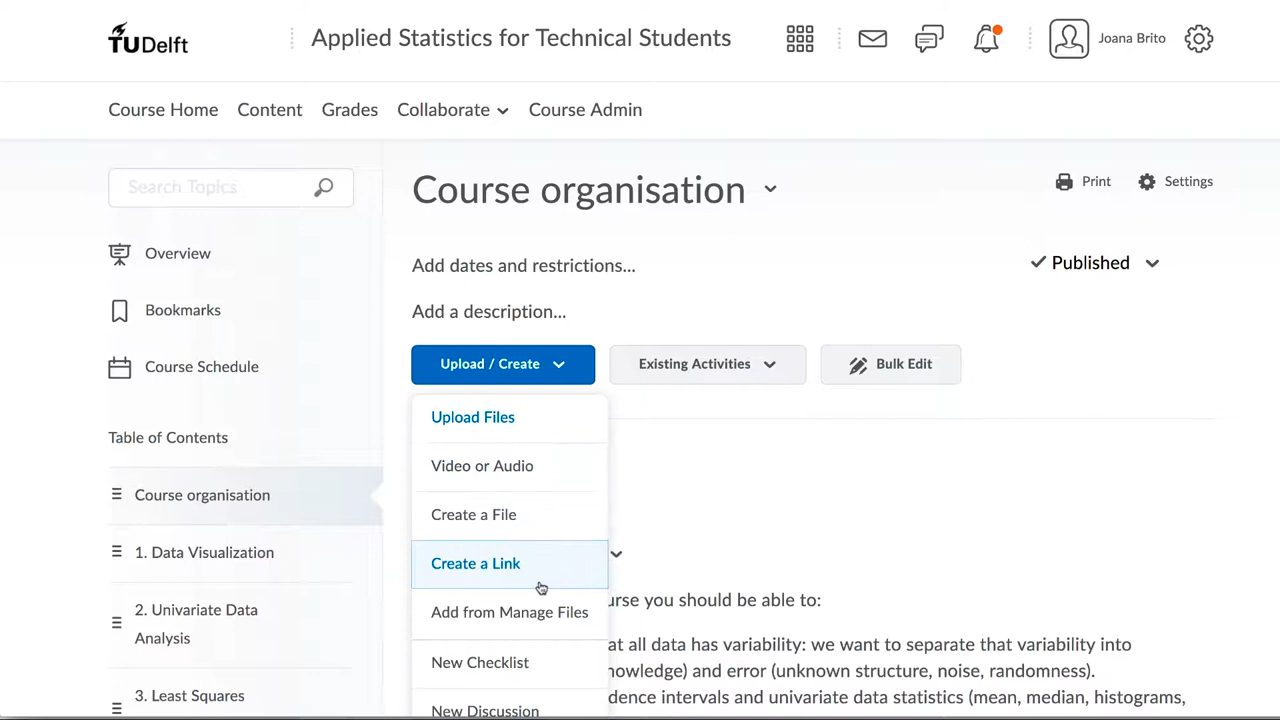 TUDelft
Applied Statistics for Technical Students
Joana Brito
Course Home
Content
Grades
Collaborate
Course Admin
Search Topics
Course organisation
Print
Settings
Overview
Add dates and restrictions...
Published
Bookmarks
Add a description...
Course Schedule
Upload / Create
Existing Activities
Bulk Edit
Upload Files
Table of Contents
Video or Audio
Course organisation
Create a File
1. Data Visualization
Create a Link
urse you should be able to:
2. Univariate Data
Analysis
Add from Manage Files
at all data has variability: we want to separate that variability into
New Checklist
nowledge) and error (unknown structure, noise, randomness).
3. Least Squares
dence intervals and univariate data statistics (mean, median, histograms,
New Discussion